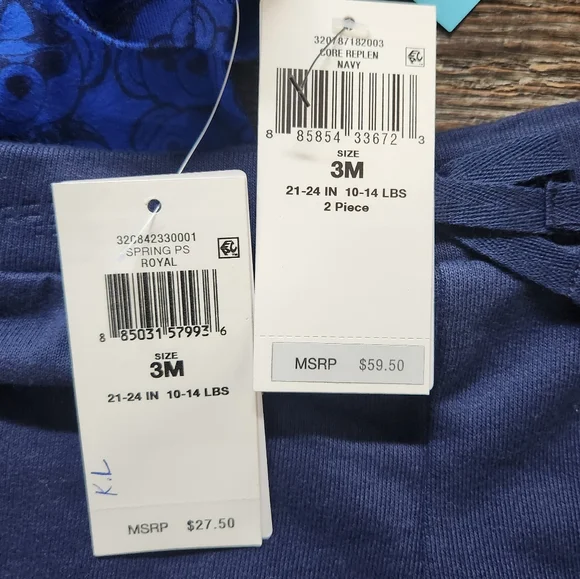 320787182003
CORE REPLEN
NAVY
8 85854 33672 3
SIZE
3M
21-24 IN 10-14 LBS
2 Piece
MSRP $59.50
320842330001
SPRING PS
ROYAL
8 85031 57993 6
SIZE
3M
21-24 IN 10-14 LBS
K.L
MSRP $27.50